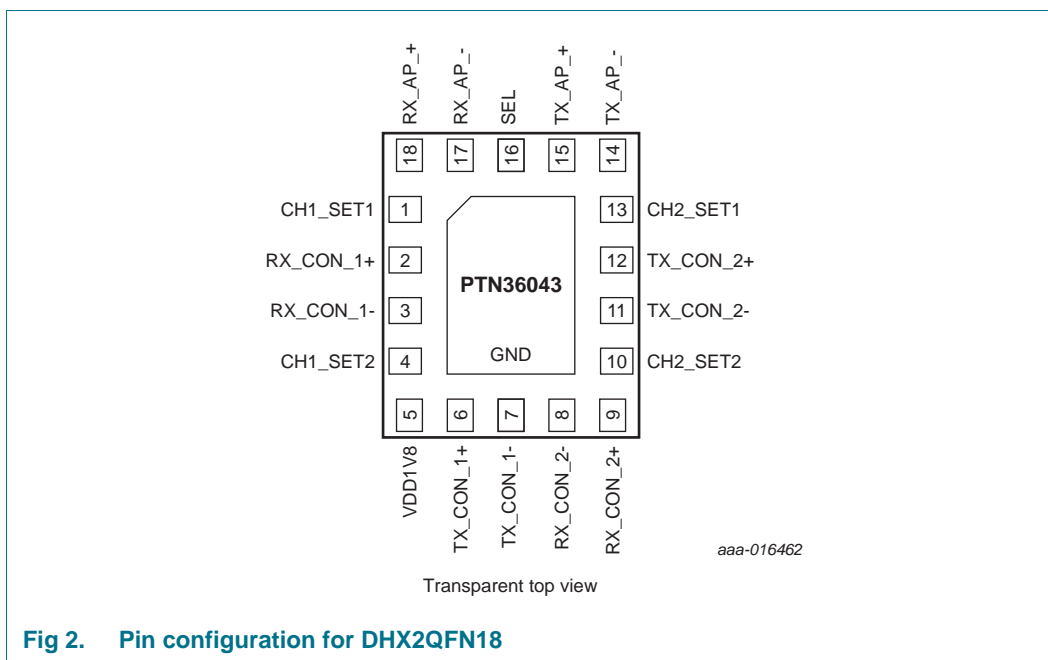 RX_AP_+
RX_AP_-
SEL
TX_AP_+
TX_AP_-
18
17
16
15
14
CH1_SET1
1
13
CH2_SET1
RX_CON_1+
2
12
TX_CON_2+
PTN36043
RX_CON_1-
3
11
TX_CON_2-
CH1_SET2
4
GND
10
CH2_SET2
5
6
7
8
9
VDD1V8
TX_CON_1+
TX_CON_1-
RX_CON_2-
RX_CON_2+
aaa-016462
Transparent top view
Fig 2. Pin configuration for DHX2QFN18